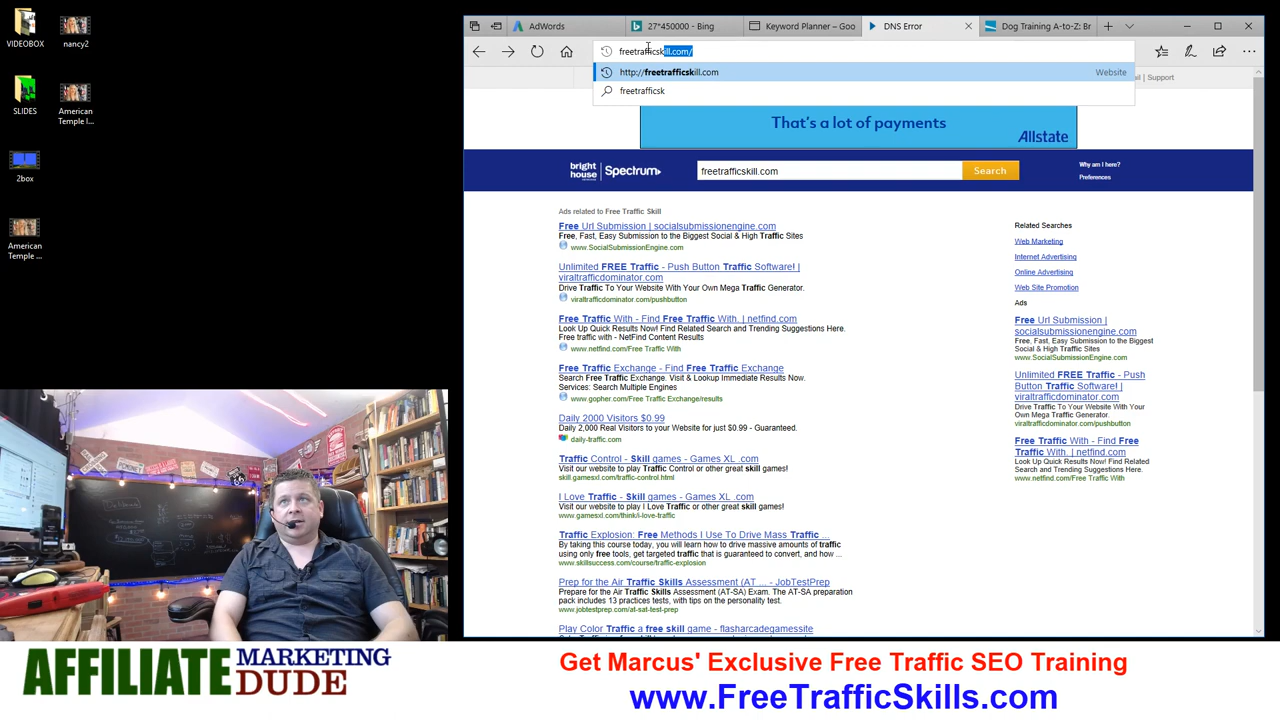 VIDEOBOX
nancy2
SLIDES
American
Temple I...
2box
American
Temple ...
AdWords
27*450000 - Bing
Keyword Planner – Goo
DNS Error
Dog Training A-to-Z: Br
freetrafficskill.com/
http://freetrafficskill.com
Website
freetrafficsk
il | Support
That's a lot of payments
Allstate
bright
house
Spectrum
freetrafficskill.com
Search
Why am I here?
Preferences
Ads related to Free Traffic Skill
Free Url Submission | socialsubmissionengine.com
Free, Fast, Easy Submission to the Biggest Social & High Traffic Sites
www.SocialSubmissionEngine.com
Unlimited FREE Traffic - Push Button Traffic Software! |
viraltrafficdominator.com
Drive Traffic To Your Website With Your Own Mega Traffic Generator.
viraltrafficdominator.com/pushbutton
Free Traffic With - Find Free Traffic With. | netfind.com
Look Up Quick Results Now! Find Related Search and Trending Suggestions Here.
Free traffic with - NetFind Content Results
www.netfind.com/Free Traffic With
Free Traffic Exchange - Find Free Traffic Exchange
Search Free Traffic Exchange. Visit & Lookup Immediate Results Now.
Services: Search Multiple Engines
www.gopher.com/Free Traffic Exchange/results
Daily 2000 Visitors $0.99
Daily 2,000 Real Visitors to your Website for just $0.99 - Guaranteed.
daily-traffic.com
Traffic Control - Skill games - Games XL .com
Visit our website to play Traffic Control or other great skill games!
skill.gamesxl.com/traffic-control.html
I Love Traffic - Skill games - Games XL .com
Visit our website to play I Love Traffic or other great skill games!
www.gamesxl.com/think/i-love-traffic
Traffic Explosion: Free Methods I Use To Drive Mass Traffic ...
By taking this course today, you will learn how to drive massive amounts of traffic
using only free tools, get targeted traffic that is guaranteed to convert, and how ...
www.skillsuccess.com/course/traffic-explosion
Prep for the Air Traffic Skills Assessment (AT ... - JobTestPrep
Prepare for the Air Traffic Skills Assessment (AT-SA) Exam. The AT-SA preparation
pack includes 13 practice tests, with tips on the personality test.
www.jobtestprep.com/at-sat-test-prep
Play Color Traffic a free skill game - flasharcadegamessite
Related Searches
Web Marketing
Internet Advertising
Online Advertising
Web Site Promotion
Ads
Free Url Submission |
socialsubmissionengine.com
Free, Fast, Easy Submission to the Biggest
Social & High Traffic Sites
www.SocialSubmissionEngine.com
Unlimited FREE Traffic - Push
Button Traffic Software! |
viraltrafficdominator.com
Drive Traffic To Your Website With Your
Own Mega Traffic Generator.
viraltrafficdominator.com/pushbutton
Free Traffic With - Find Free
Traffic With. | netfind.com
Look Up Quick Results Now! Find Related
Search and Trending Suggestions Here.
www.netfind.com/Free Traffic With
AFFILIATE MARKETING
DUDE
Get Marcus' Exclusive Free Traffic SEO Training
www.FreeTrafficSkills.com